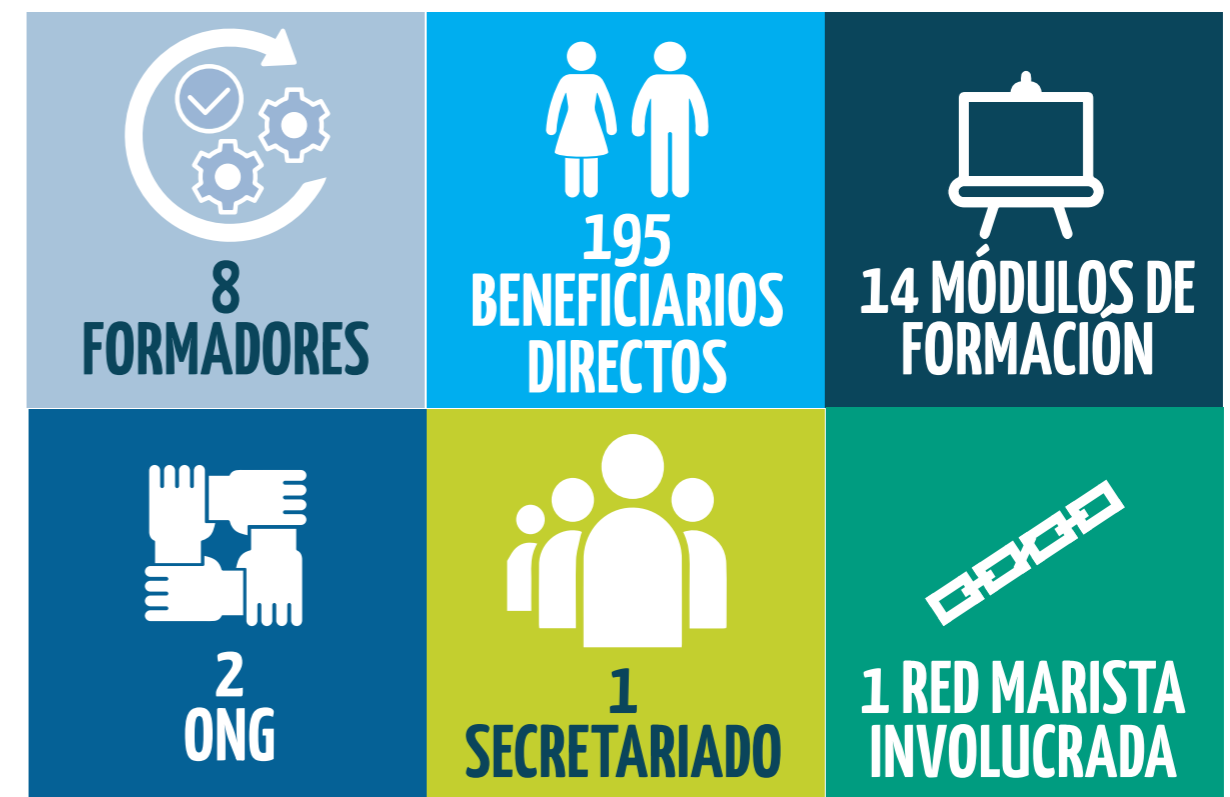 8
FORMADORES
195
BENEFICIARIOS
DIRECTOS
14 MÓDULOS DE
FORMACIÓN
2
ONG
1
SECRETARIADO
1 RED MARISTA
INVOLUCRADA